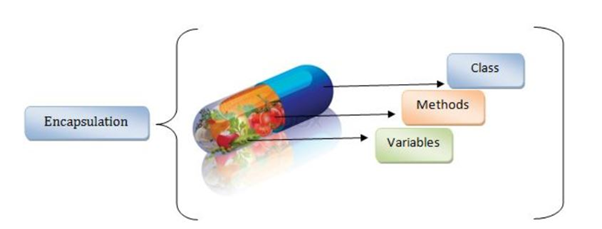 Class
Methods
Encapsulation
Variables